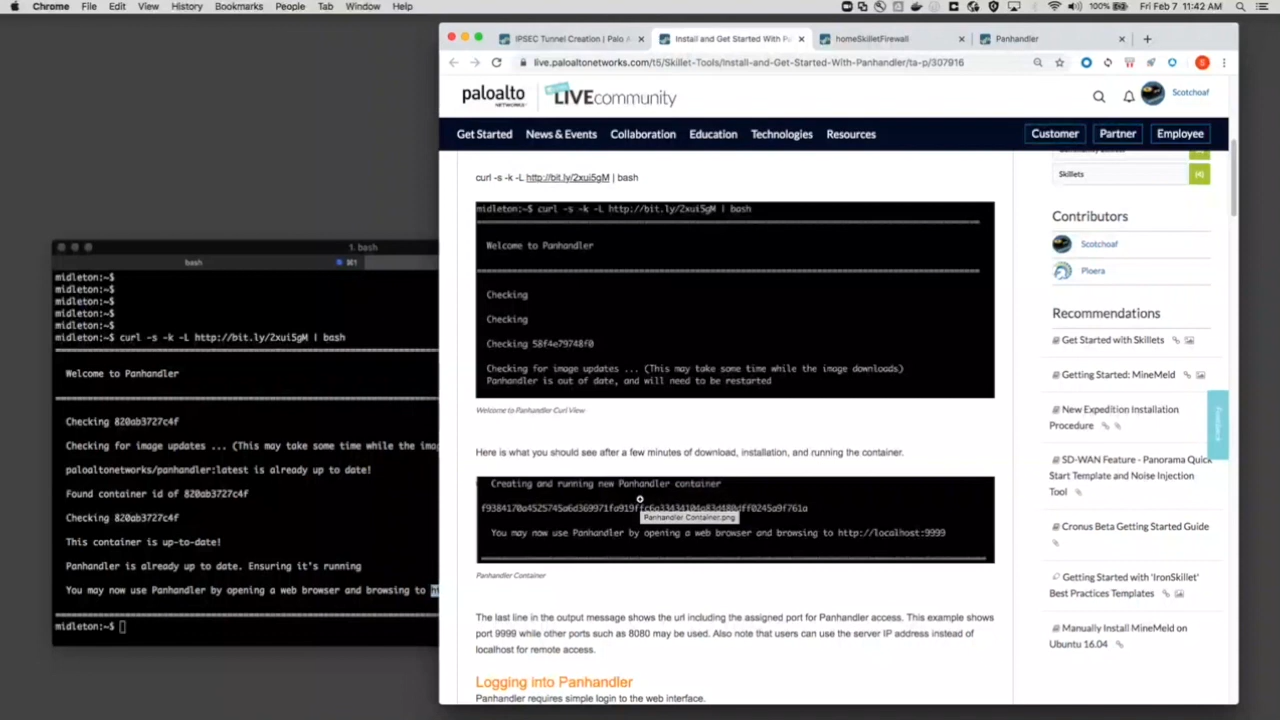 Chrome File Edit View History Bookmarks People Tab Window Help
100% Fri Feb 7 11:42 AM
IPSEC Tunnel Creation | Palo A
Install and Get Started With Pa
homeSkilletFirewall
Panhandler
live.paloaltonetworks.com/t5/Skillet-Tools/Install-and-Get-Started-With-Panhandler/ta-p/307916
paloalto
NETWORKS
LIVEcommunity
Scotchoaf
Get Started News & Events Collaboration Education Technologies Resources
Customer Partner Employee
curl -s -k -L http://bit.ly/2xui5gM | bash
midleton:~$ curl -s -k -L http://bit.ly/2xui5gM | bash
Welcome to Panhandler
Checking
Checking
Checking 58f4e79748f0
Checking for image updates ... (This may take some time while the image downloads)
Panhandler is out of date, and will need to be restarted
Welcome to Panhandler Curl View
Here is what you should see after a few minutes of download, installation, and running the container.
Creating and running new Panhandler container
Panhandler Container.png
You may now use Panhandler by opening a web browser and browsing to http://localhost:9999
Panhandler Container
The last line in the output message shows the url including the assigned port for Panhandler access. This example shows
port 9999 while other ports such as 8080 may be used. Also note that users can use the server IP address instead of
localhost for remote access.
Logging into Panhandler
Panhandler requires simple login to the web interface.
Skillets (4)
Contributors
Scotchoaf
Ploera
Recommendations
Get Started with Skillets
Getting Started: MineMeld
New Expedition Installation
Procedure
SD-WAN Feature - Panorama Quick
Start Template and Noise Injection
Tool
Cronus Beta Getting Started Guide
Getting Started with 'IronSkillet'
Best Practices Templates
Manually Install MineMeld on
Ubuntu 16.04
Feedback
1. bash
bash ⌘1
midleton:~$
midleton:~$
midleton:~$
midleton:~$
midleton:~$
midleton:~$ curl -s -k -L http://bit.ly/2xui5gM | bash
Welcome to Panhandler
Checking 820ab3727c4f
Checking for image updates ... (This may take some time while the ima
paloaltonetworks/panhandler:latest is already up to date!
Found container id of 820ab3727c4f
Checking 820ab3727c4f
This container is up-to-date!
Panhandler is already up to date. Ensuring it's running
You may now use Panhandler by opening a web browser and browsing to
midleton:~$